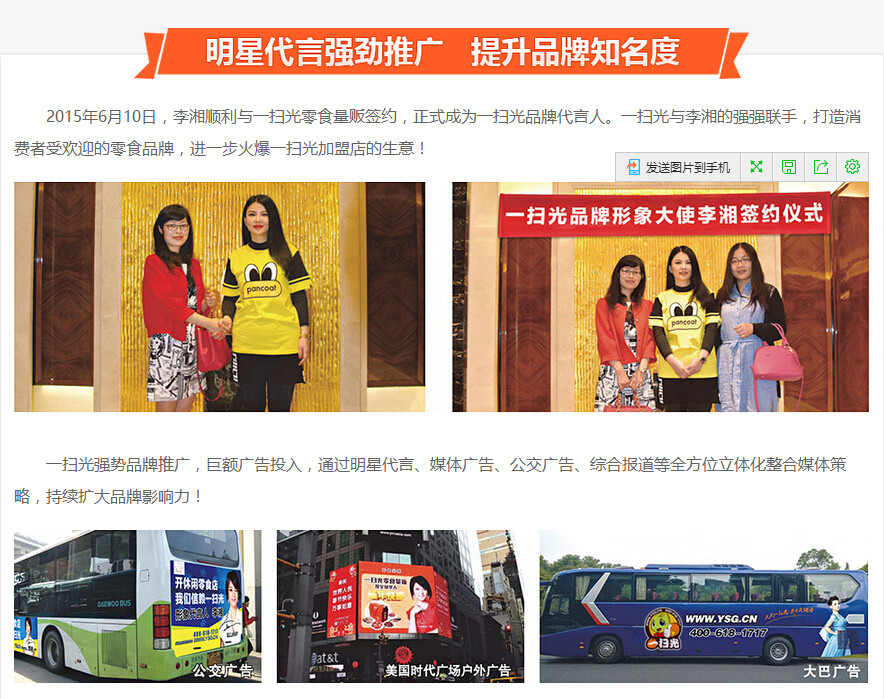 明星代言强劲推广 提升品牌知名度
2015年6月10日，李湘顺利与一扫光零食量贩签约，正式成为一扫光品牌代言人。一扫光与李湘的强强联手，打造消
费者受欢迎的零食品牌，进一步火爆一扫光加盟店的生意！
发送图片到手机
pancoat
一扫光品牌形象大使李湘签约仪式
pancoat
一扫光强势品牌推广，巨额广告投入，通过明星代言、媒体广告、公交广告、综合报道等全方位立体化整合媒体策
略，持续扩大品牌影响力！
DAEWOO BUS
开休闲零食店
我们信赖一扫光
形象代言人 李湘
400-618-1717
公交广告
一扫光零食量贩
at&t
美国时代广场户外广告
WWW.YSG.CN
400-618-1717
一扫光
大巴广告